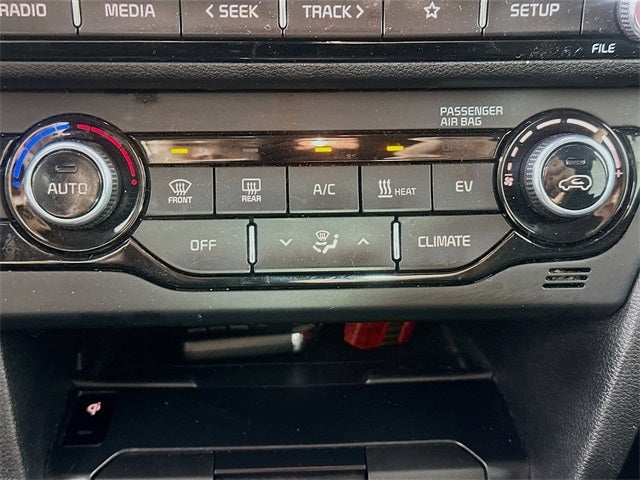 RADIO MEDIA < SEEK TRACK > ☆ SETUP
FILE
PASSENGER
AIR BAG
AUTO FRONT REAR A/C HEAT EV
OFF CLIMATE